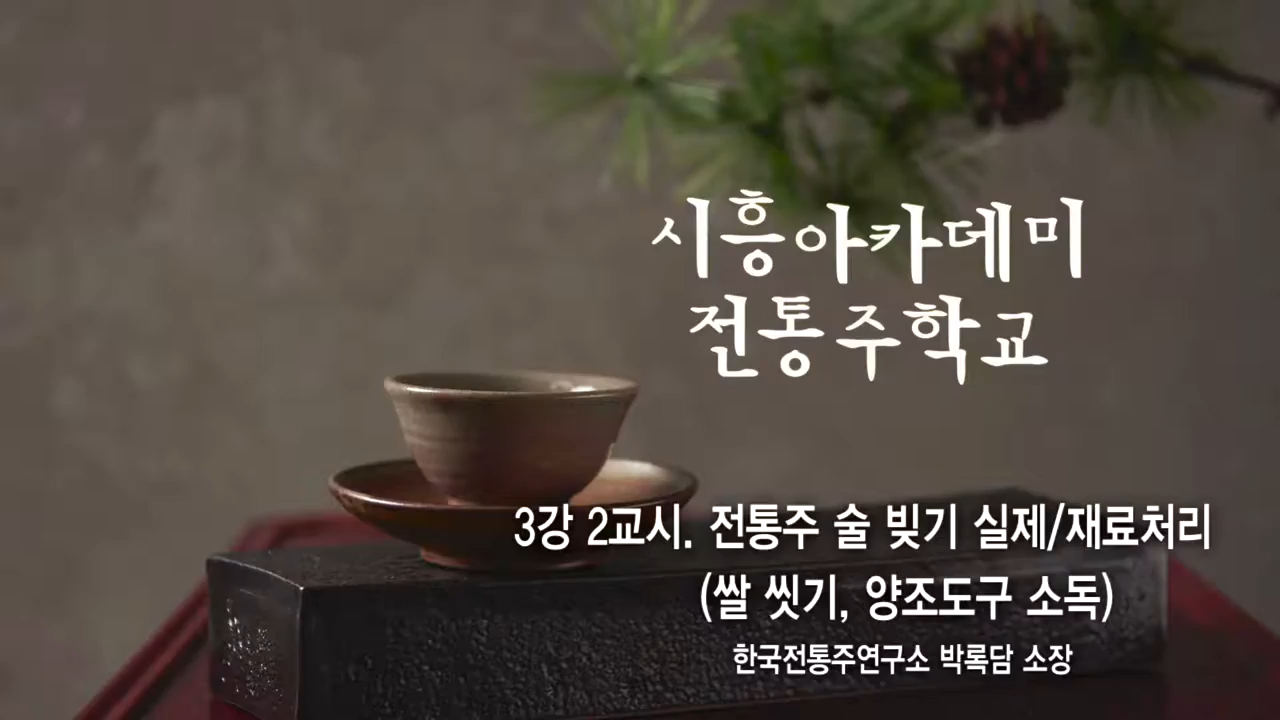 시흥아카데미
전통주학교
3강 2교시. 전통주 술 빚기 실제/재료처리
(쌀 씻기, 양조도구 소독)
한국전통주연구소 박록담 소장